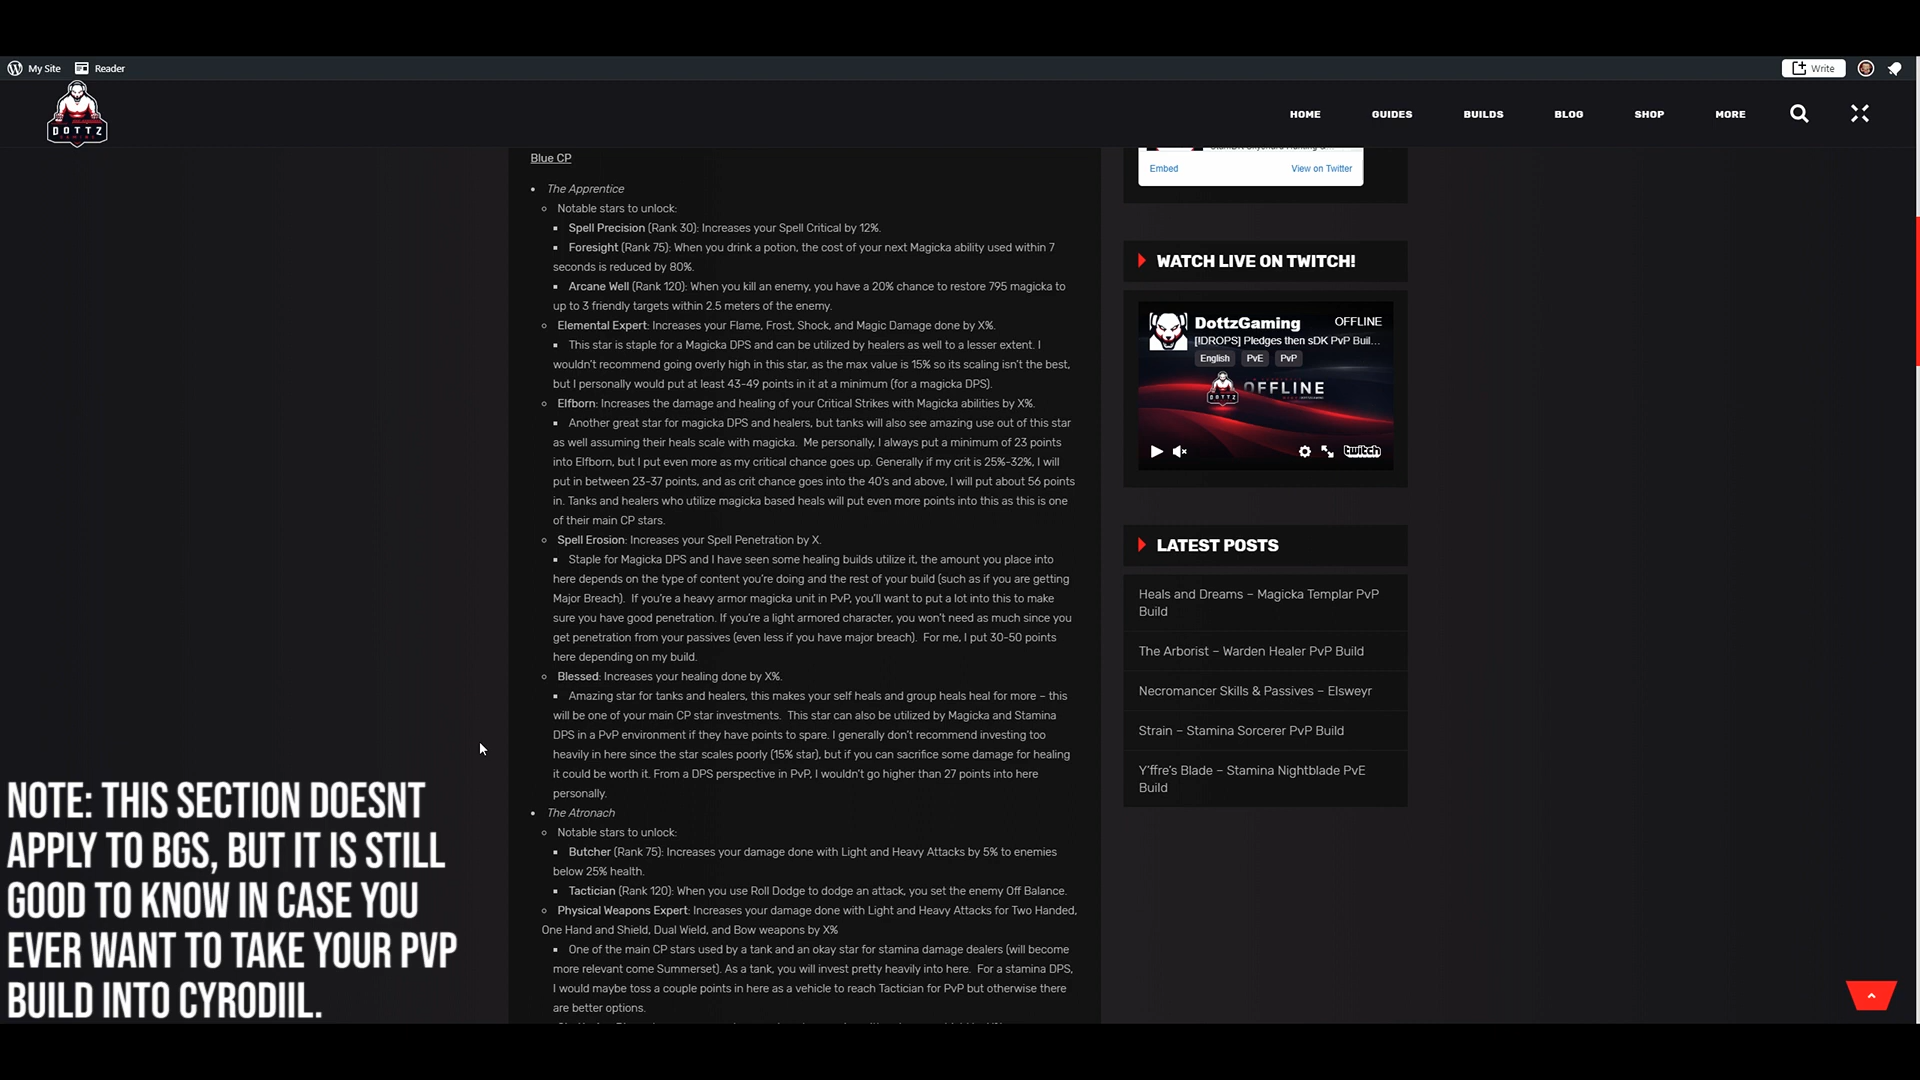 My Site
Reader
Write
DOTTZ
HOME
GUIDES
BUILDS
BLOG
SHOP
MORE
Blue CP
The Apprentice
Notable stars to unlock:
Spell Precision (Rank 30): Increases your Spell Critical by 12%.
Foresight (Rank 75): When you drink a potion, the cost of your next Magicka ability used within 7
seconds is reduced by 80%.
Arcane Well (Rank 120): When you kill an enemy, you have a 20% chance to restore 795 magicka to
up to 3 friendly targets within 2.5 meters of the enemy.
Elemental Expert: Increases your Flame, Frost, Shock, and Magic Damage done by X%.
This star is staple for a Magicka DPS and can be utilized by healers as well to a lesser extent. I
wouldn't recommend going overly high in this star, as the max value is 15% so its scaling isn't the best,
but I personally would put at least 43-49 points in it at a minimum (for a magicka DPS).
Elfborn: Increases the damage and healing of your Critical Strikes with Magicka abilities by X%.
Another great star for magicka DPS and healers, but tanks will also see amazing use out of this star
as well assuming their heals scale with magicka. Me personally, I always put a minimum of 23 points
into Elfborn, but I put even more as my critical chance goes up. Generally if my crit is 25%-32%, I will
put in between 23-37 points, and as crit chance goes into the 40's and above, I will put about 56 points
in. Tanks and healers who utilize magicka based heals will put even more points into this as this is one
of their main CP stars.
Spell Erosion: Increases your Spell Penetration by X.
Staple for Magicka DPS and I have seen some healing builds utilize it, the amount you place into
here depends on the type of content you're doing and the rest of your build (such as if you are getting
Major Breach). If you're a heavy armor magicka unit in PvP, you'll want to put a lot into this to make
sure you have good penetration. If you're a light armored character, you won't need as much since you
get penetration from your passives (even less if you have major breach). For me, I put 30-50 points
here depending on my build.
Blessed: Increases your healing done by X%.
Amazing star for tanks and healers, this makes your self heals and group heals heal for more – this
will be one of your main CP star investments. This star can also be utilized by Magicka and Stamina
DPS in a PvP environment if they have points to spare. I generally don't recommend investing too
heavily in here since the star scales poorly (15% star), but if you can sacrifice some damage for healing
it could be worth it. From a DPS perspective in PvP, I wouldn't go higher than 27 points into here
personally.
The Atronach
Notable stars to unlock:
Butcher (Rank 75): Increases your damage done with Light and Heavy Attacks by 5% to enemies
below 25% health.
Tactician (Rank 120): When you use Roll Dodge to dodge an attack, you set the enemy Off Balance.
Physical Weapons Expert: Increases your damage done with Light and Heavy Attacks for Two Handed,
One Hand and Shield, Dual Wield, and Bow weapons by X%
One of the main CP stars used by a tank and an okay star for stamina damage dealers (will become
more relevant come Summerset). As a tank, you will invest pretty heavily into here. For a stamina DPS,
I would maybe toss a couple points in here as a vehicle to reach Tactician for PvP but otherwise there
are better options.
Embed
View on Twitter
WATCH LIVE ON TWITCH!
DottzGaming
OFFLINE
[!DROPS] Pledges then sDK PvP Buil...
English
PvE
PvP
OFFLINE
twitch
LATEST POSTS
Heals and Dreams – Magicka Templar PvP
Build
The Arborist – Warden Healer PvP Build
Necromancer Skills & Passives – Elsweyr
Strain – Stamina Sorcerer PvP Build
Y'ffre's Blade – Stamina Nightblade PvE
Build
NOTE: THIS SECTION DOESNT
APPLY TO BGS, BUT IT IS STILL
GOOD TO KNOW IN CASE YOU
EVER WANT TO TAKE YOUR PVP
BUILD INTO CYRODIIL.